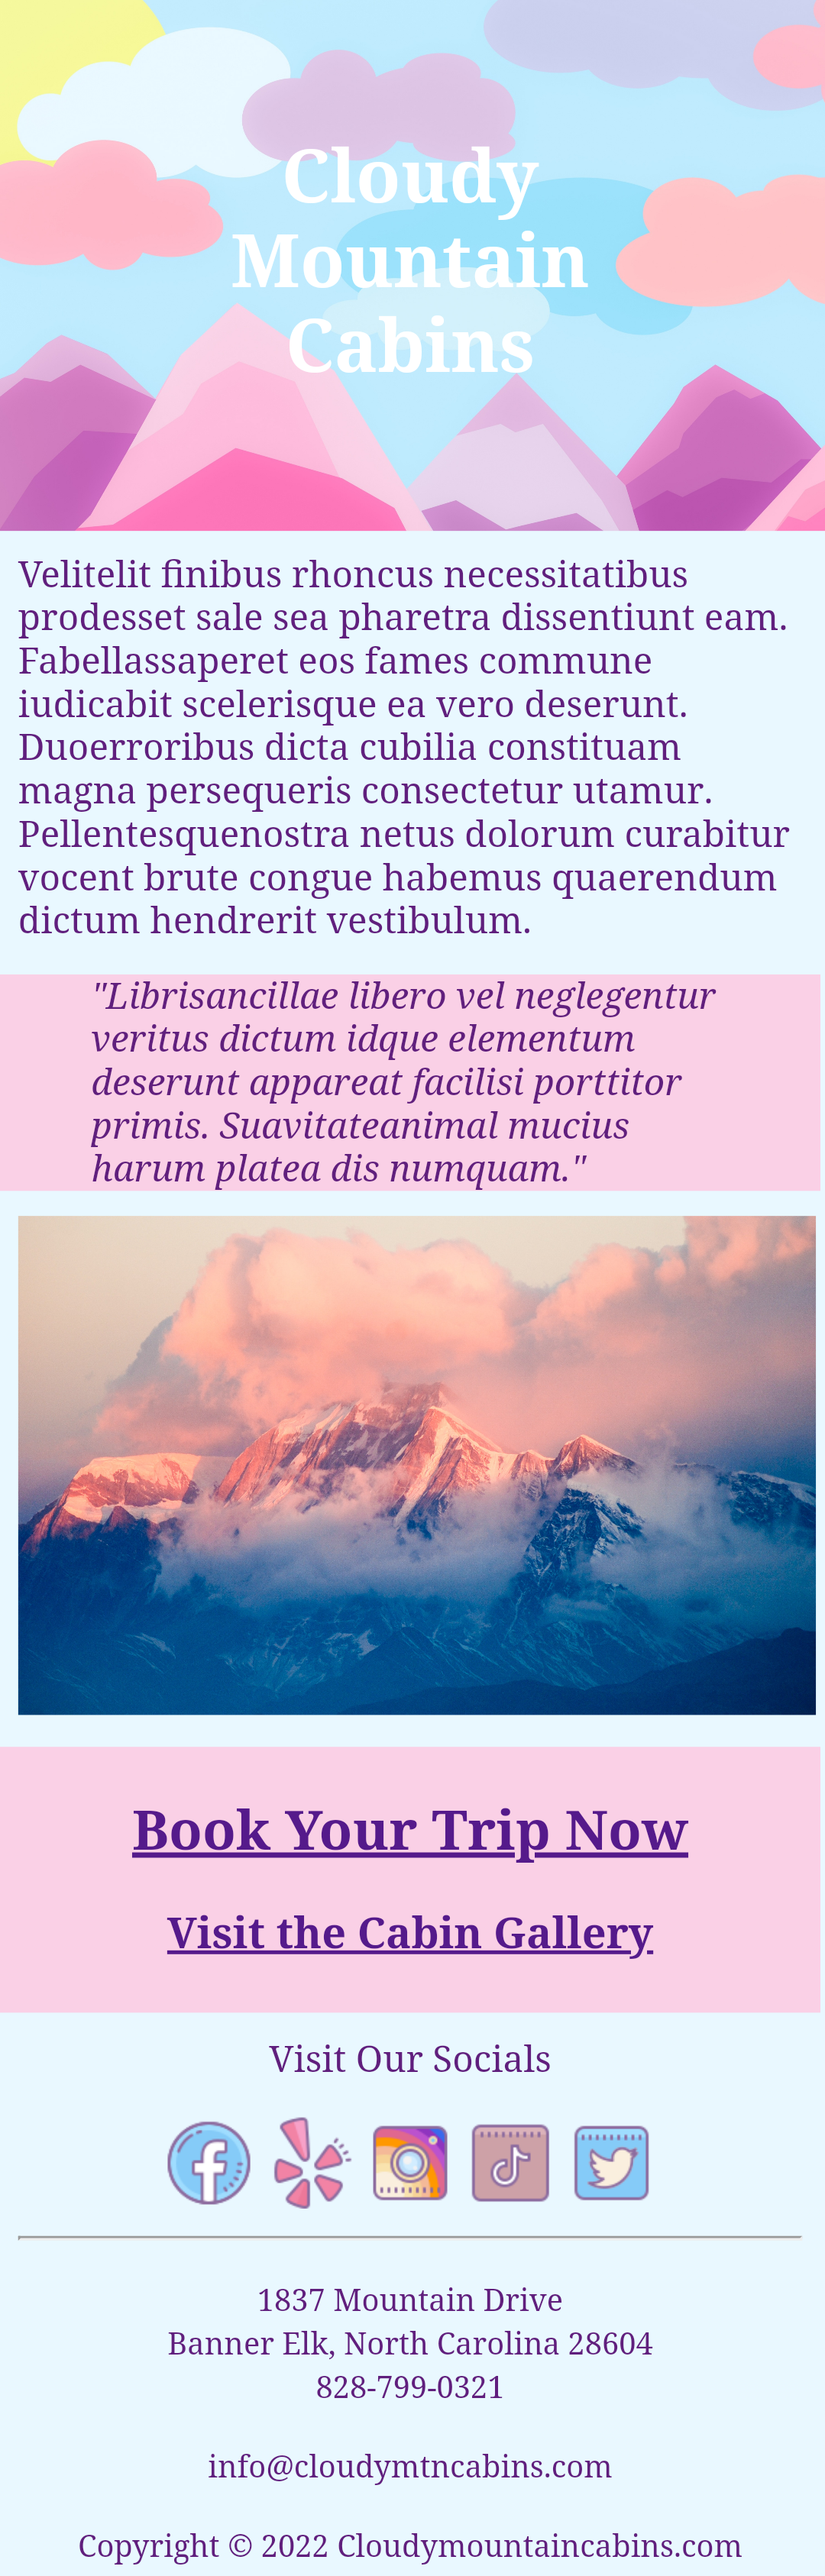 Cloudy
Mountain
Cabins
Velitelit finibus rhoncus necessitatibus
prodesset sale sea pharetra dissentiunt eam.
Fabellassaperet eos fames commune
iudicabit scelerisque ea vero deserunt.
Duoerroribus dicta cubilia constituam
magna persequeris consectetur utamur.
Pellentesquenostra netus dolorum curabitur
vocent brute congue habemus quaerendum
dictum hendrerit vestibulum.
"Librisancillae libero vel neglegentur
veritus dictum idque elementum
deserunt appareat facilisi porttitor
primis. Suavitateanimal mucius
harum platea dis numquam."
Book Your Trip Now
Visit the Cabin Gallery
Visit Our Socials
1837 Mountain Drive
Banner Elk, North Carolina 28604
828-799-0321
info@cloudymtncabins.com
Copyright © 2022 Cloudymountaincabins.com